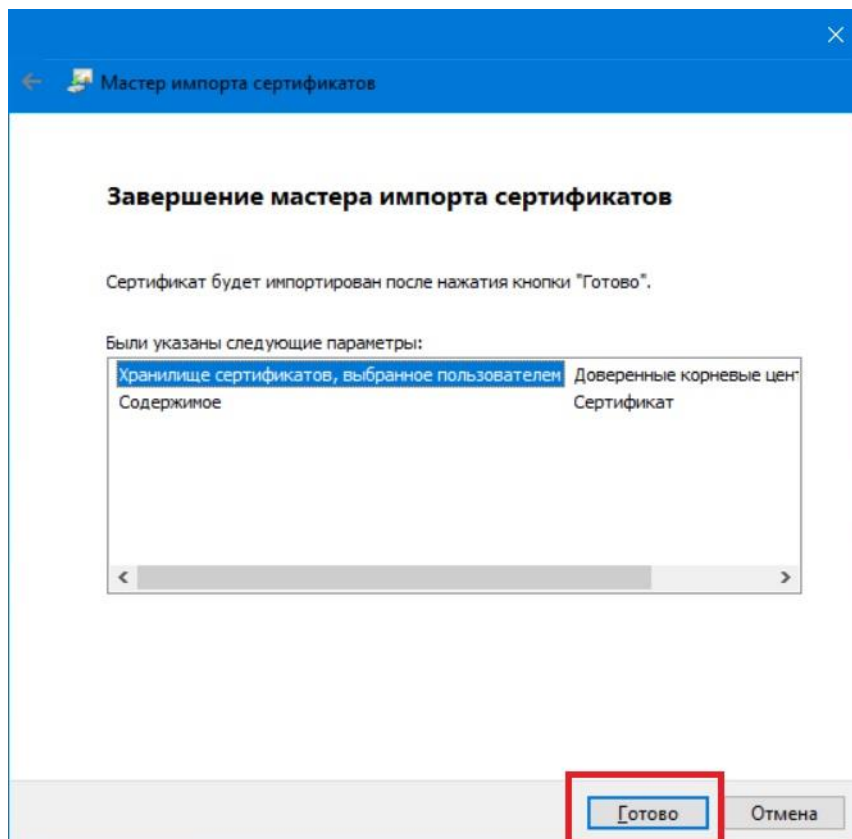 Мастер импорта сертификатов
Завершение мастера импорта сертификатов
Сертификат будет импортирован после нажатия кнопки "Готово".
Были указаны следующие параметры:
Хранилище сертификатов, выбранное пользователем Доверенные корневые цент
Содержимое Сертификат
Готово Отмена